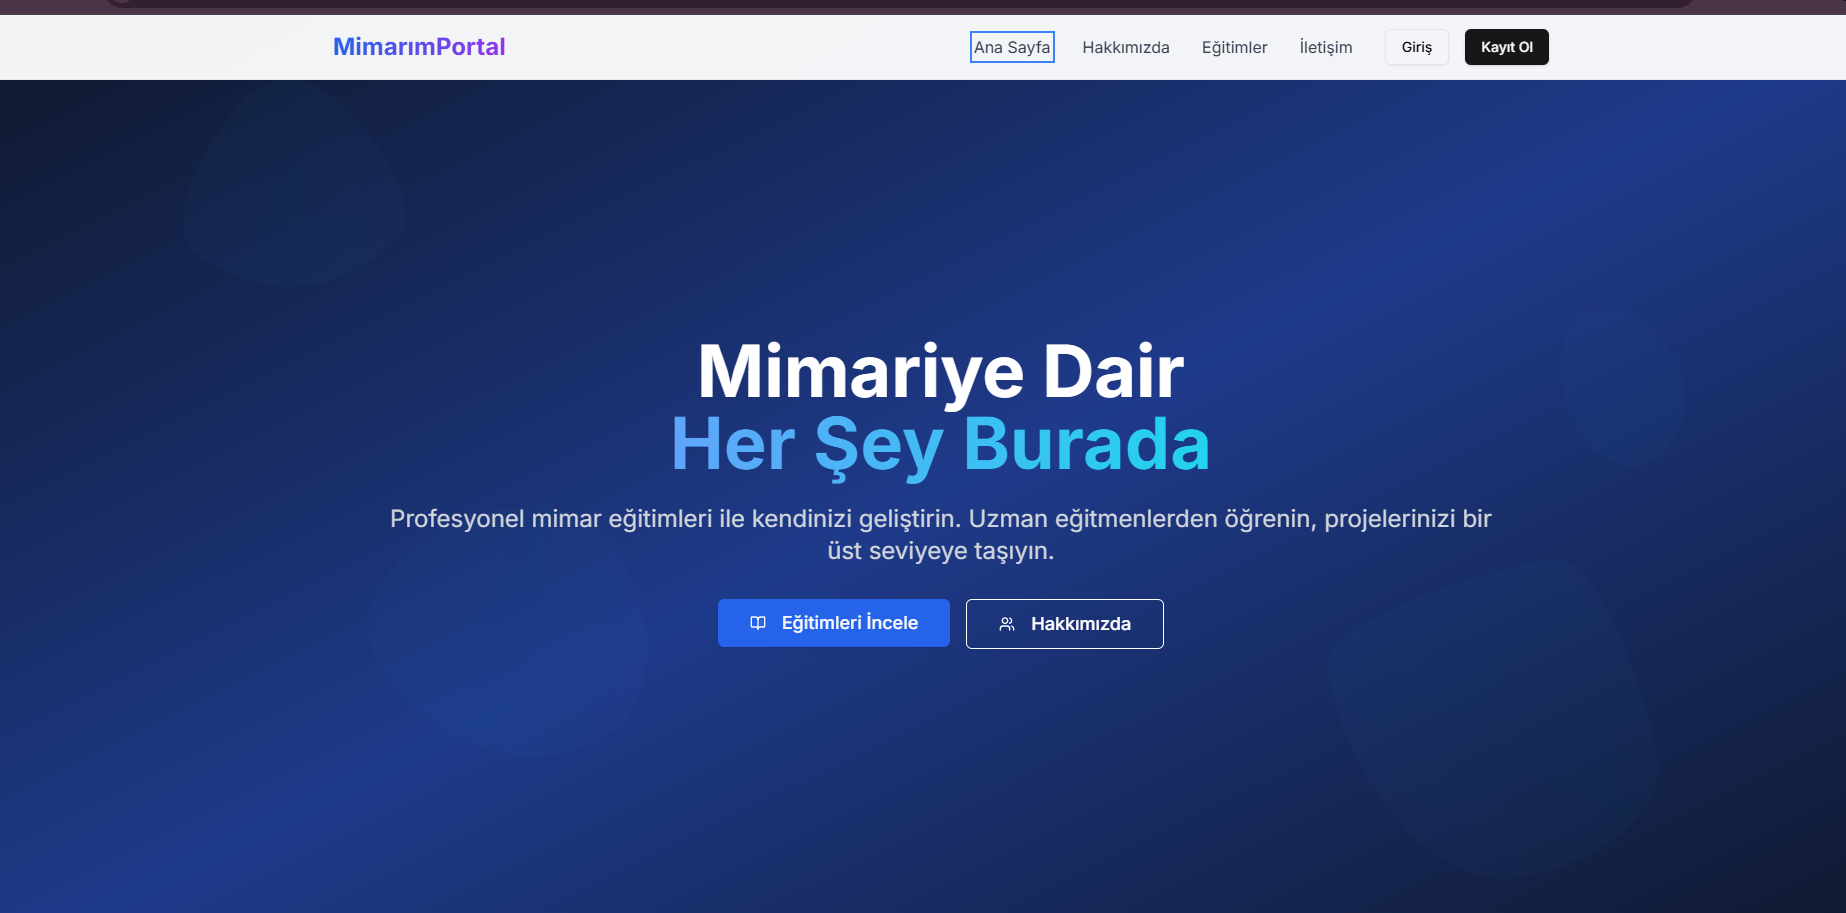 MimarımPortal
Ana Sayfa Hakkımızda Eğitimler İletişim Giriş Kayıt Ol
Mimariye Dair
Her Şey Burada
Profesyonel mimar eğitimleri ile kendinizi geliştirin. Uzman eğitmenlerden öğrenin, projelerinizi bir
üst seviyeye taşıyın.
Eğitimleri İncele Hakkımızda